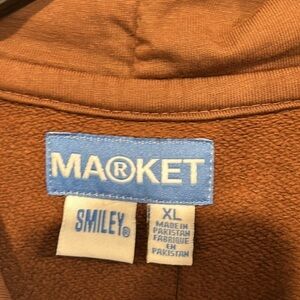 MA®KET
SMILEY®
XL
MADE IN
PAKISTAN
FABRIQUE
EN
PAKISTAN